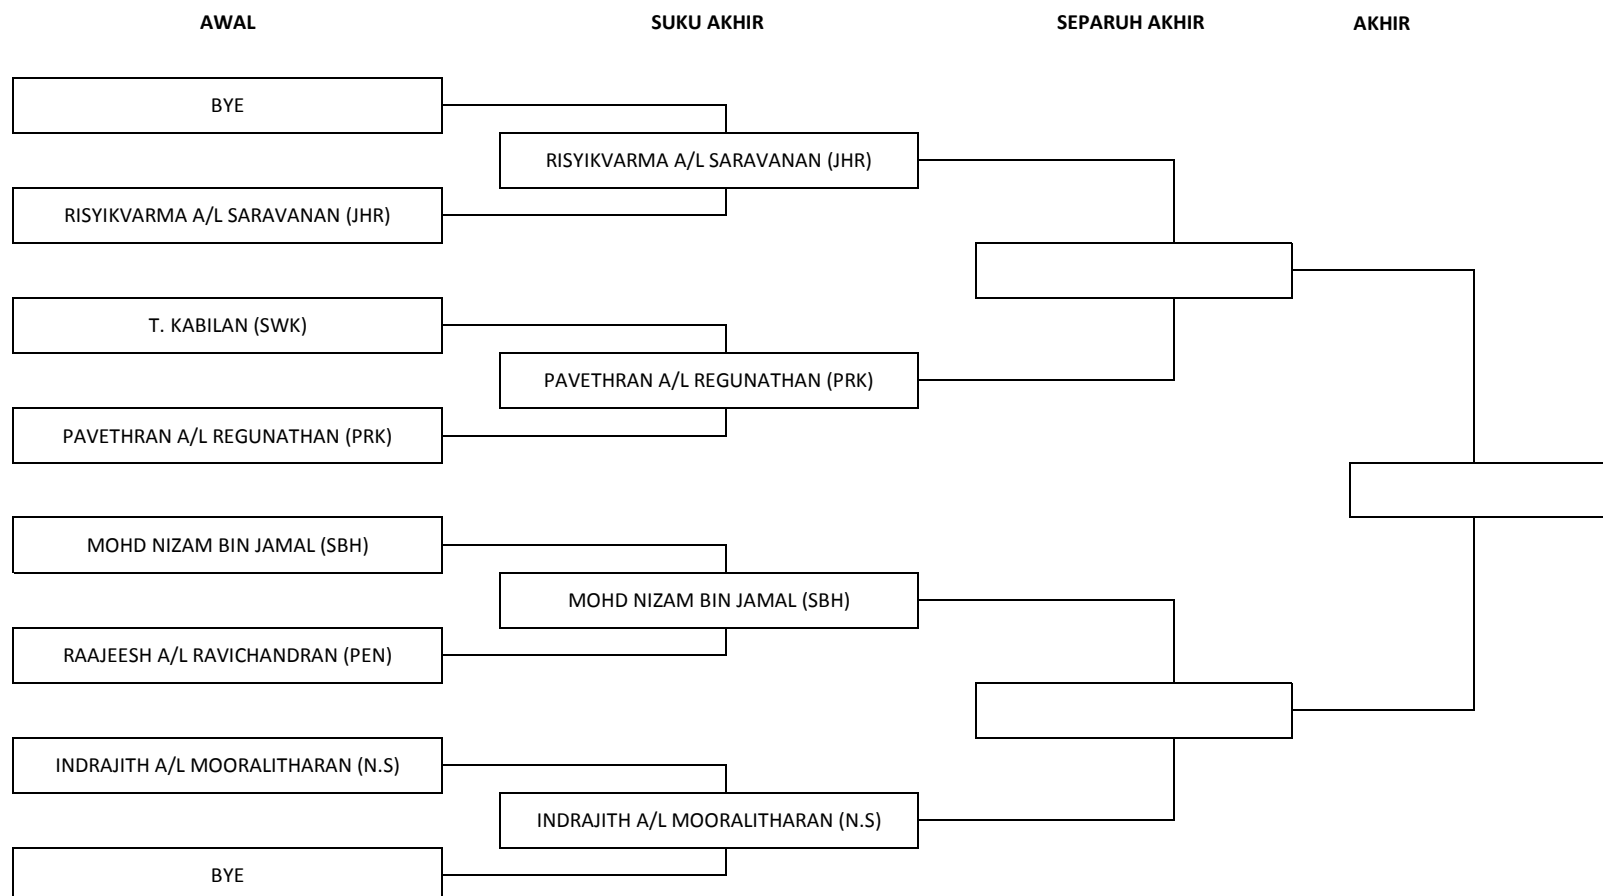 AWAL
SUKU AKHIR
SEPARUH AKHIR
AKHIR
BYE
RISYIKVARMA A/L SARAVANAN (JHR)
RISYIKVARMA A/L SARAVANAN (JHR)
T. KABILAN (SWK)
PAVETHRAN A/L REGUNATHAN (PRK)
PAVETHRAN A/L REGUNATHAN (PRK)
MOHD NIZAM BIN JAMAL (SBH)
MOHD NIZAM BIN JAMAL (SBH)
RAAJEESH A/L RAVICHANDRAN (PEN)
INDRAJITH A/L MOORALITHARAN (N.S)
INDRAJITH A/L MOORALITHARAN (N.S)
BYE